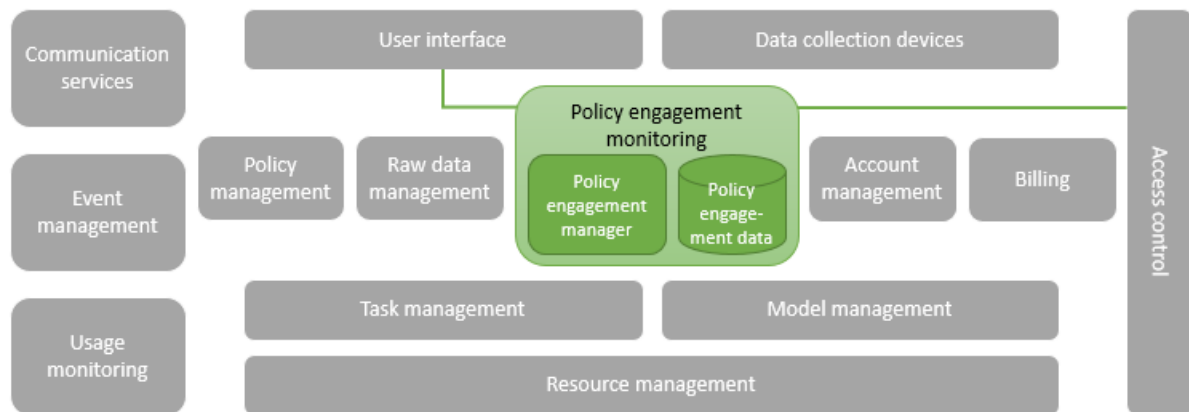 Communication
services
User interface
Data collection devices
Policy engagement
monitoring
Policy
management
Raw data
management
Policy
engagement
manager
Policy
engage-
ment data
Account
management
Billing
Access control
Event
management
Task management
Model management
Usage
monitoring
Resource management